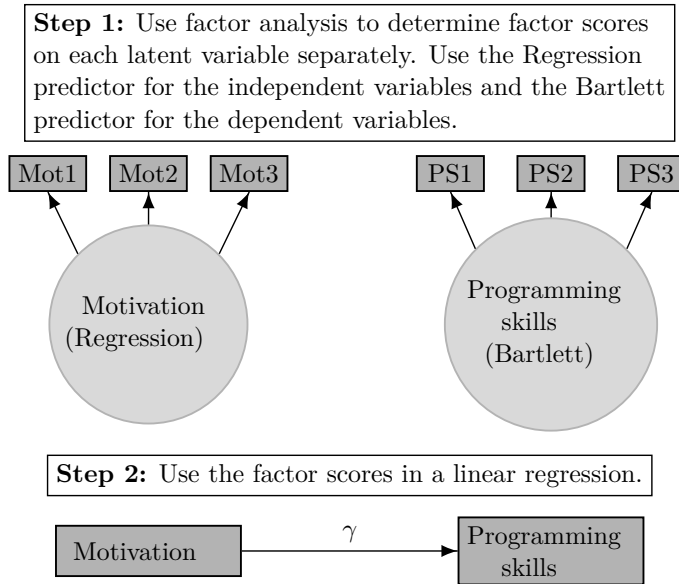 Step 1: Use factor analysis to determine factor scores
on each latent variable separately. Use the Regression
predictor for the independent variables and the Bartlett
predictor for the dependent variables.
Mot1 Mot2 Mot3 PS1 PS2 PS3
Motivation
(Regression)
Programming
skills
(Bartlett)
Step 2: Use the factor scores in a linear regression.
Motivation
γ
Programming
skills